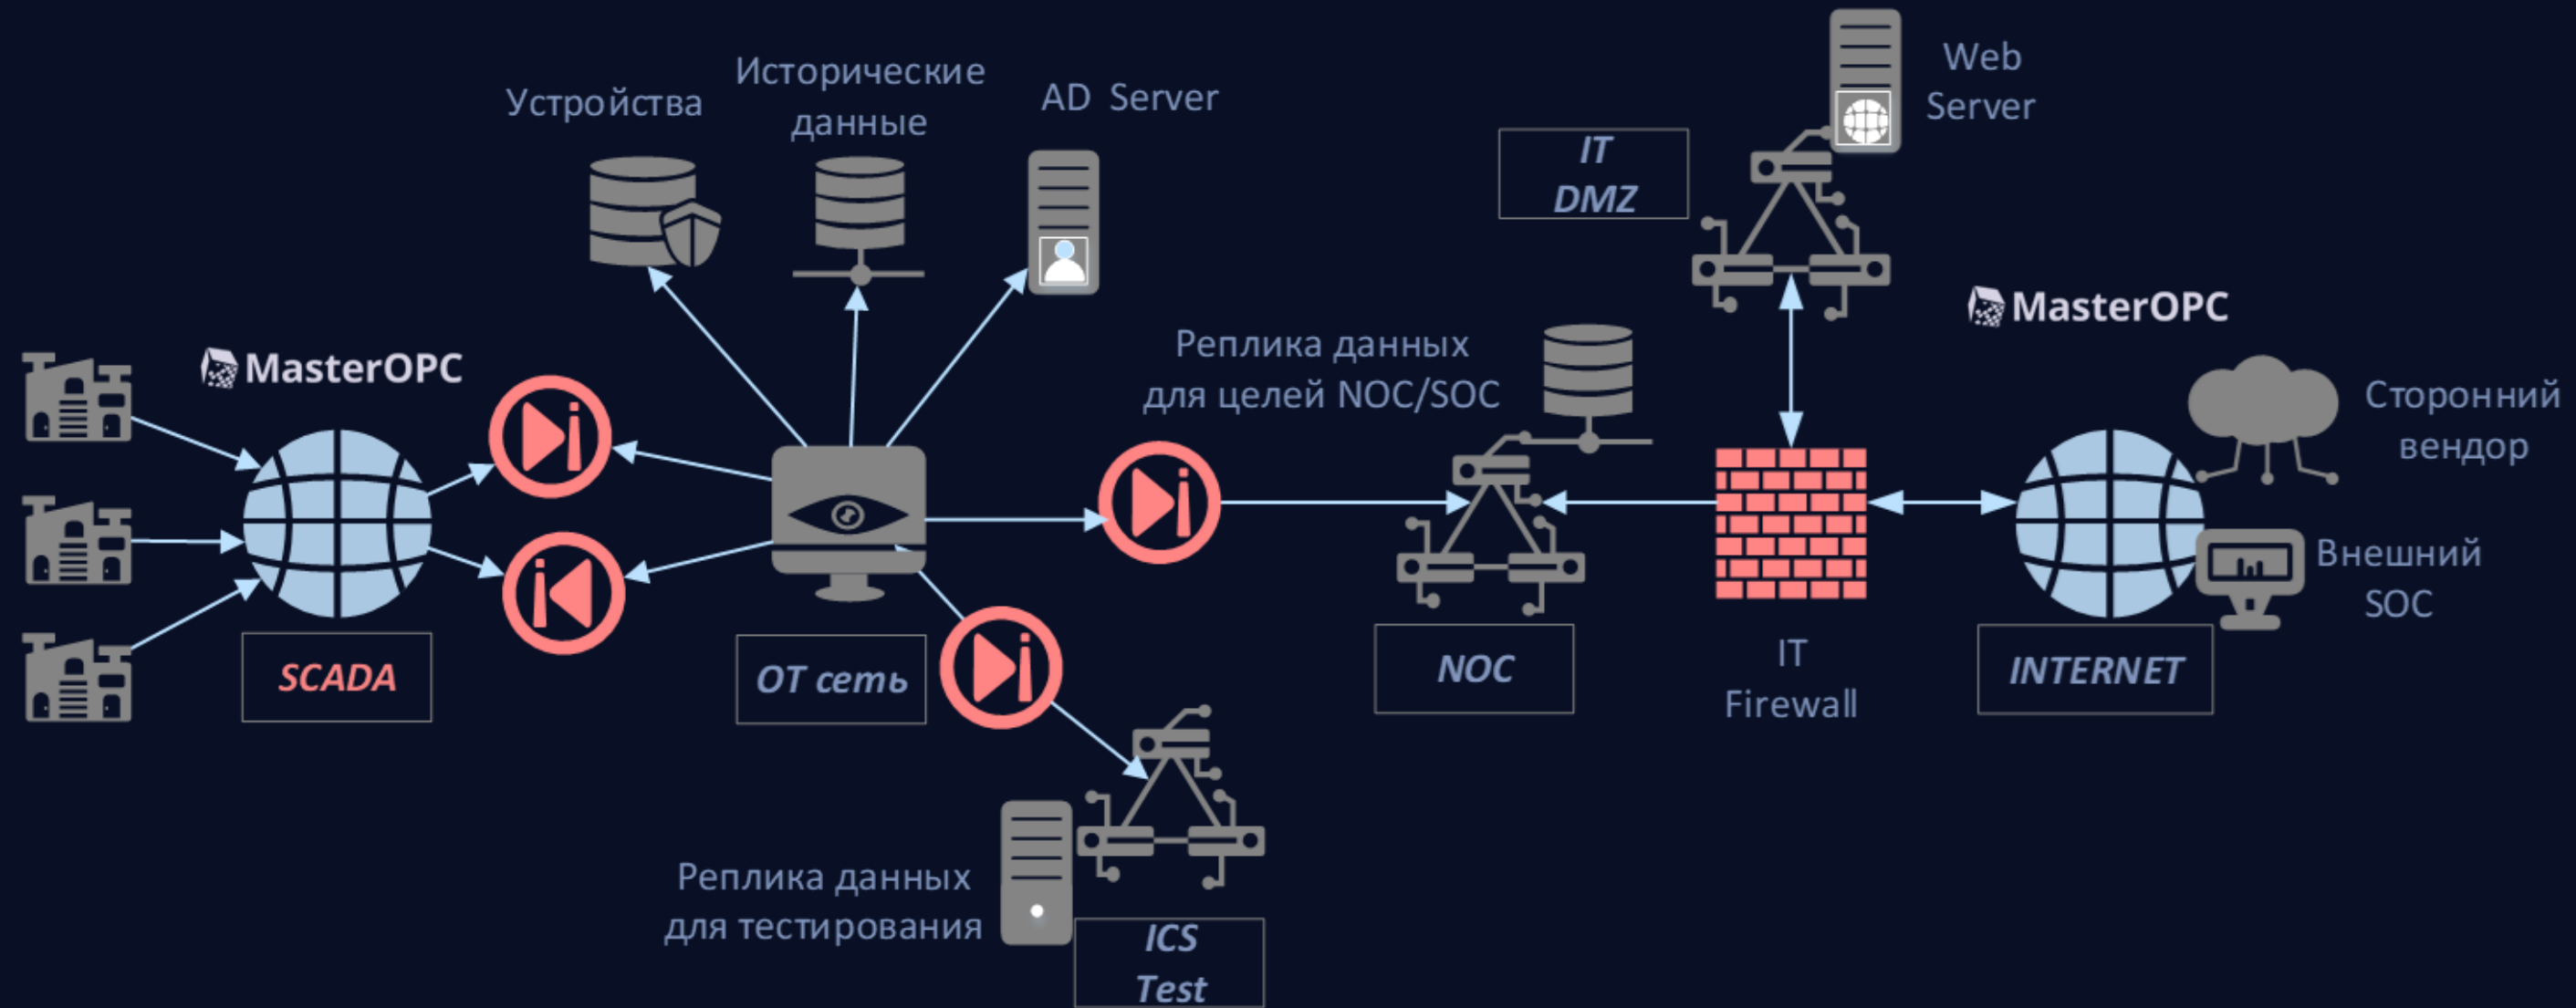 Устройства
Исторические
данные
AD Server
Web
Server
IT
DMZ
MasterOPC
MasterOPC
Реплика данных
для целей NOC/SOC
Сторонний
вендор
Внешний
SOC
SCADA
ОТ сеть
NOC
IT
Firewall
INTERNET
Реплика данных
для тестирования
ICS
Test